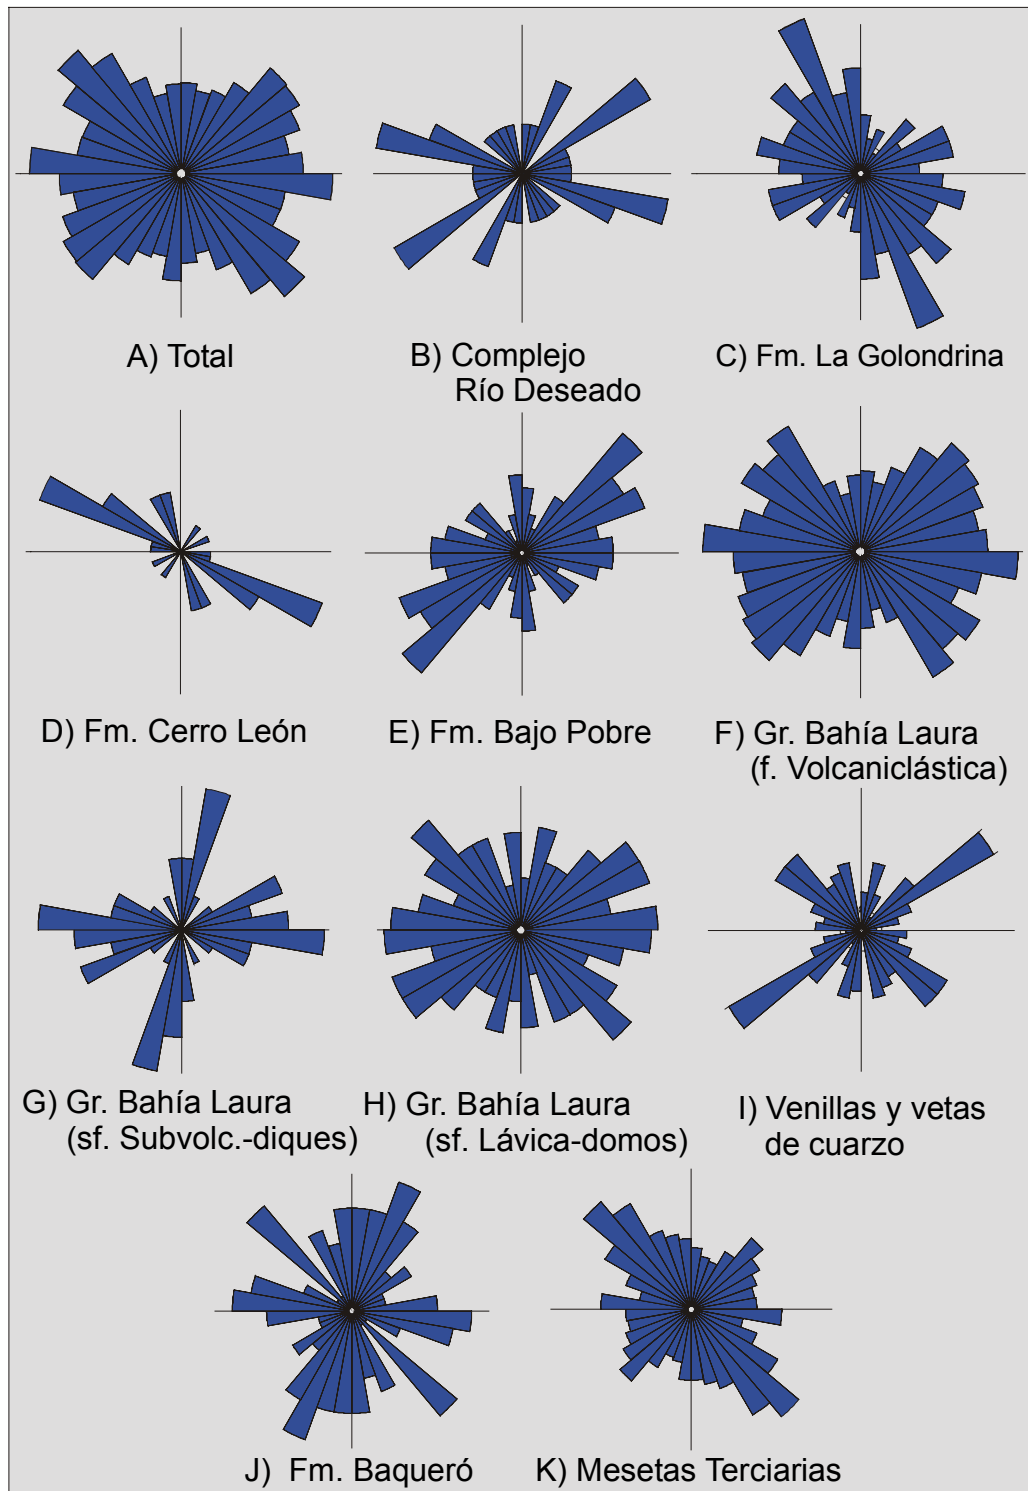 A) Total
B) Complejo
Río Deseado
C) Fm. La Golondrina
D) Fm. Cerro León
E) Fm. Bajo Pobre
F) Gr. Bahía Laura
(f. Volcaniclástica)
G) Gr. Bahía Laura
(sf. Subvolc.-diques)
H) Gr. Bahía Laura
(sf. Lávica-domos)
I) Venillas y vetas
de cuarzo
J) Fm. Baqueró
K) Mesetas Terciarias